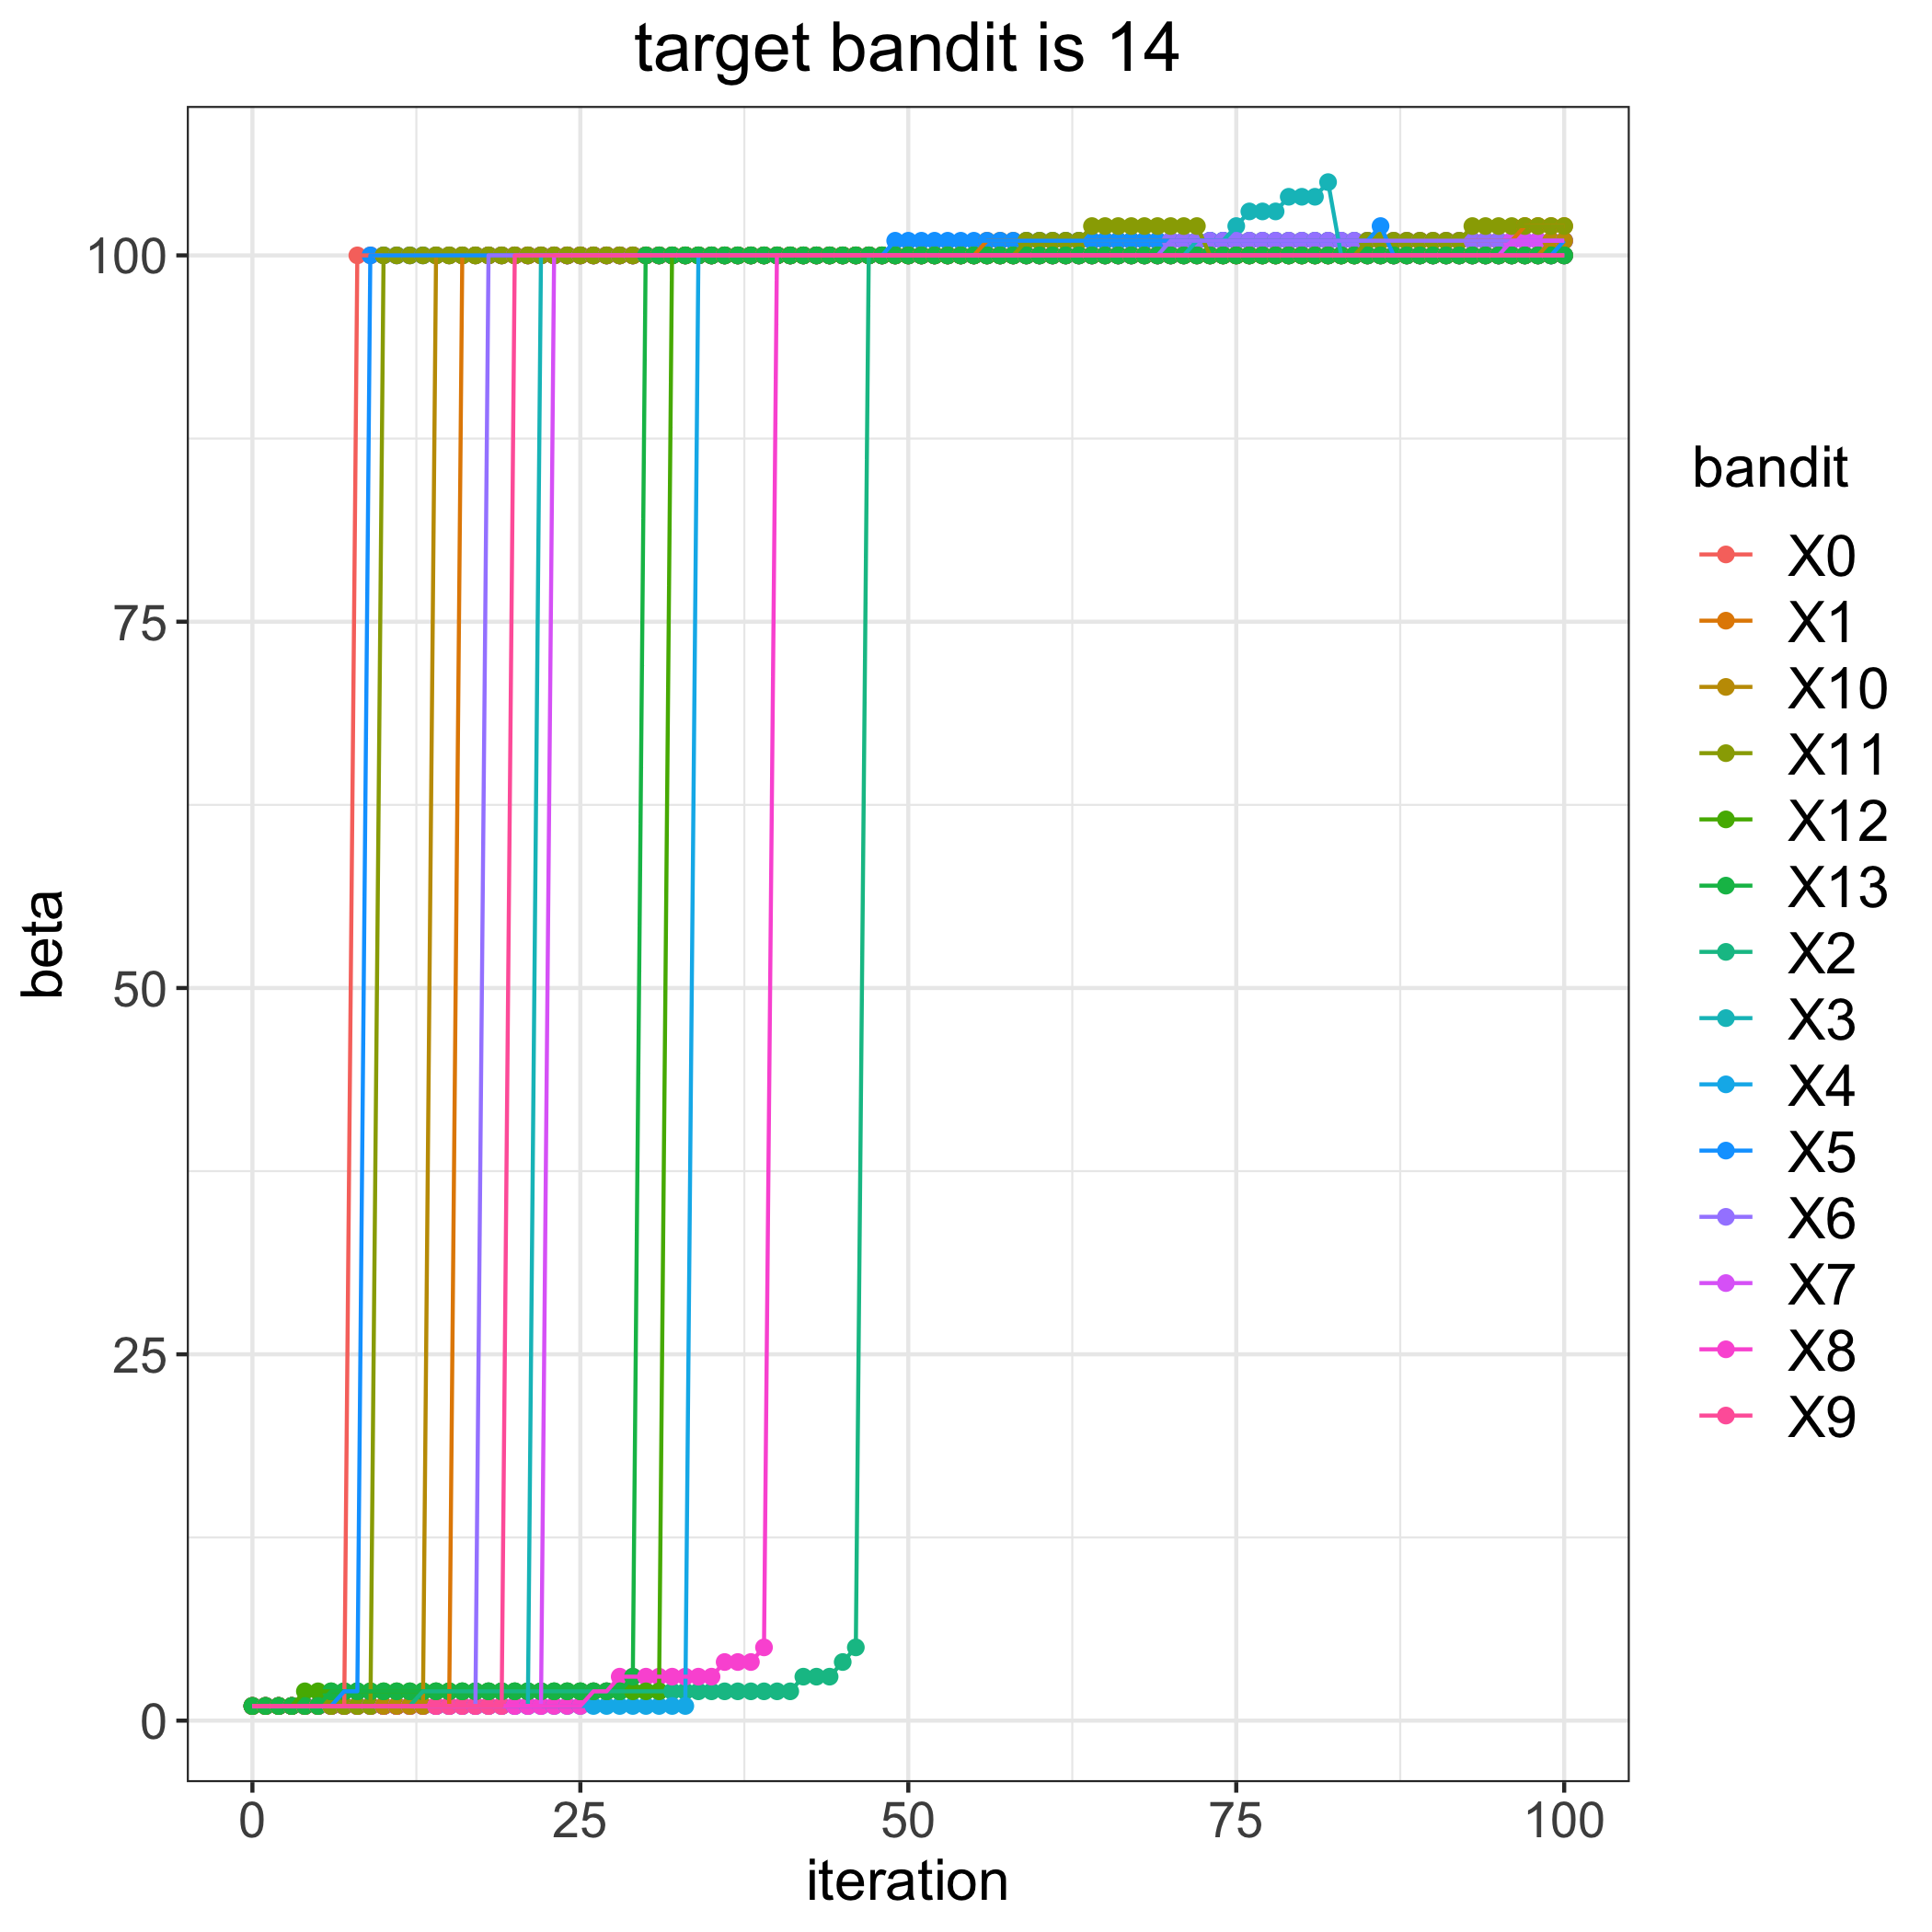 target bandit is 14
100
75
50
25
0
beta
0 25 50 75 100
iteration
bandit
X0
X1
X10
X11
X12
X13
X2
X3
X4
X5
X6
X7
X8
X9